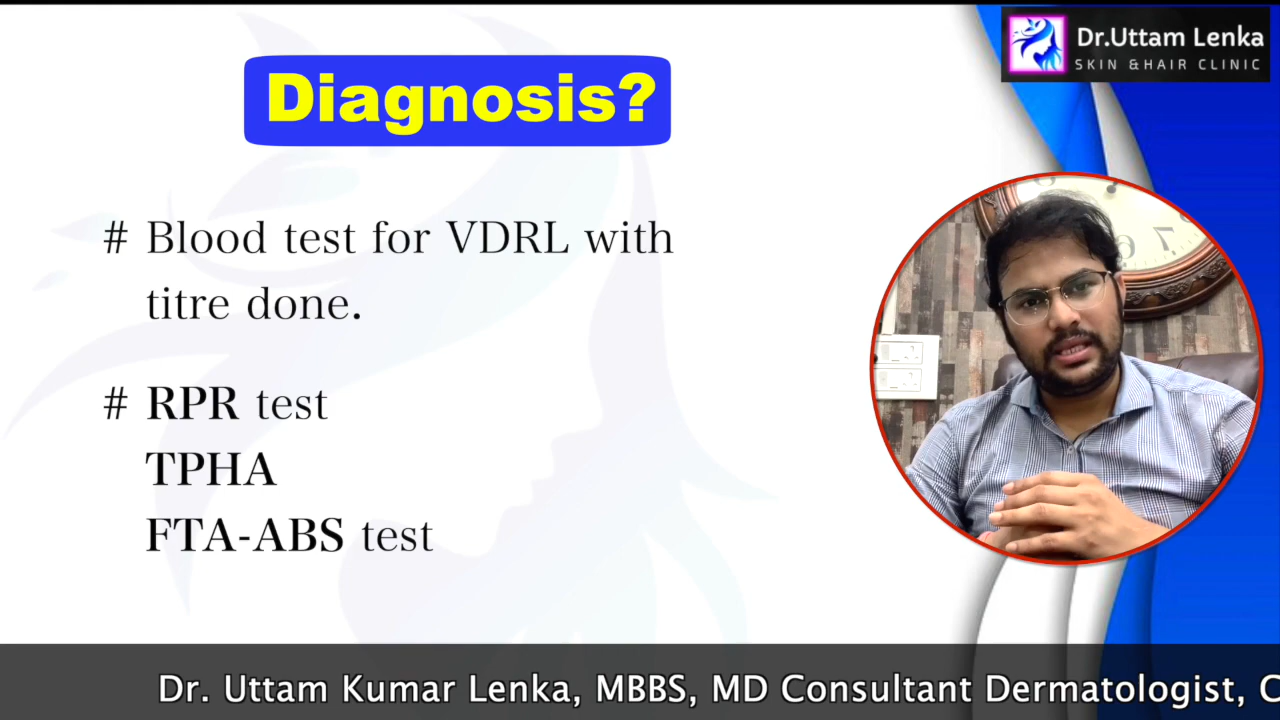 Dr.Uttam Lenka
SKIN &HAIR CLINIC
Diagnosis?
# Blood test for VDRL with
titre done.
# RPR test
TPHA
FTA-ABS test
Dr. Uttam Kumar Lenka, MBBS, MD Consultant Dermatologist, C